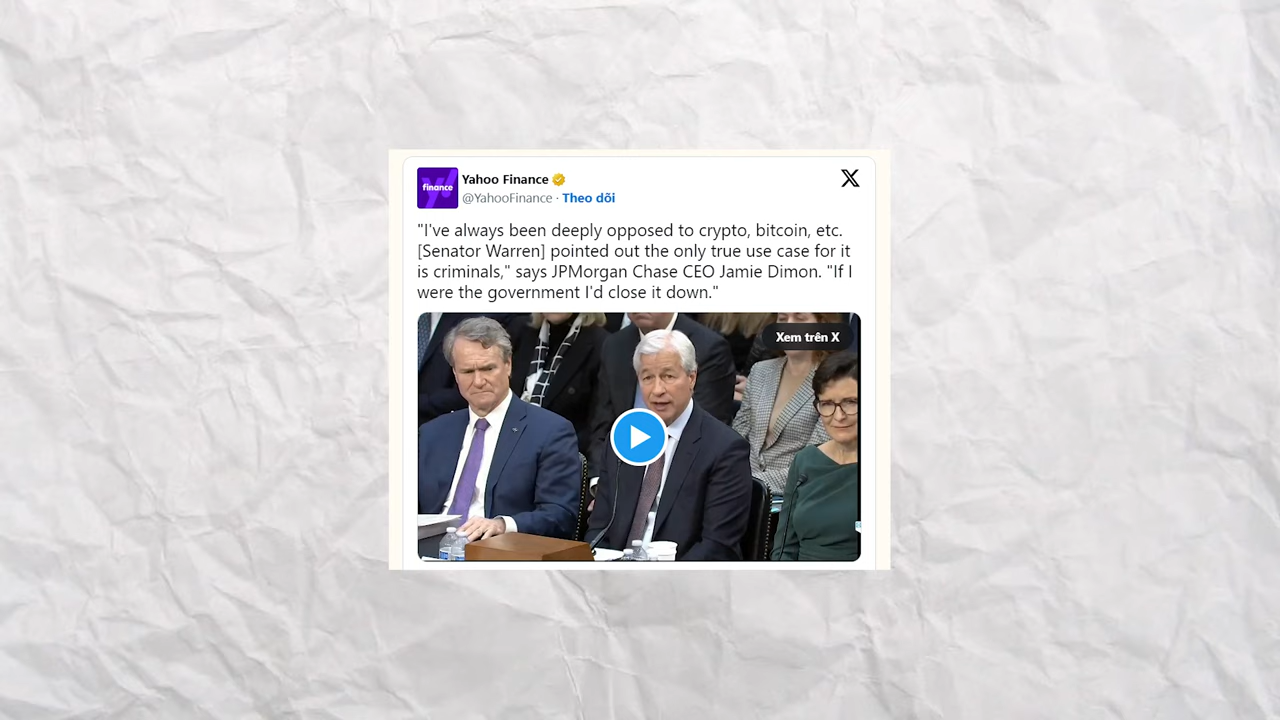 finance
Yahoo Finance
@YahooFinance · Theo dõi
"I've always been deeply opposed to crypto, bitcoin, etc.
[Senator Warren] pointed out the only true use case for it
is criminals," says JPMorgan Chase CEO Jamie Dimon. "If I
were the government I'd close it down."
Xem trên X